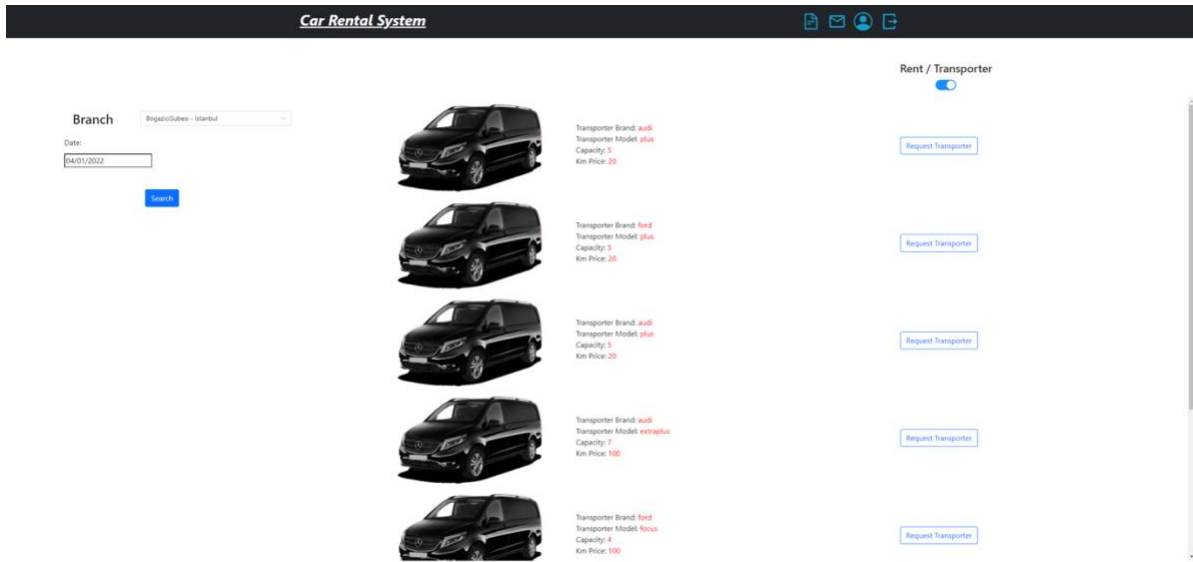 Car Rental System
Rent / Transporter
Branch
BogaziciSubesi - İstanbul
Date:
04/01/2022
Search
Transporter Brand: audi
Transporter Model: plus
Capacity: 5
Km Price: 20
Request Transporter
Transporter Brand: ford
Transporter Model: plus
Capacity: 5
Km Price: 20
Request Transporter
Transporter Brand: audi
Transporter Model: plus
Capacity: 5
Km Price: 20
Request Transporter
Transporter Brand: audi
Transporter Model: extraplus
Capacity: 7
Km Price: 100
Request Transporter
Transporter Brand: ford
Transporter Model: focus
Capacity: 4
Km Price: 100
Request Transporter